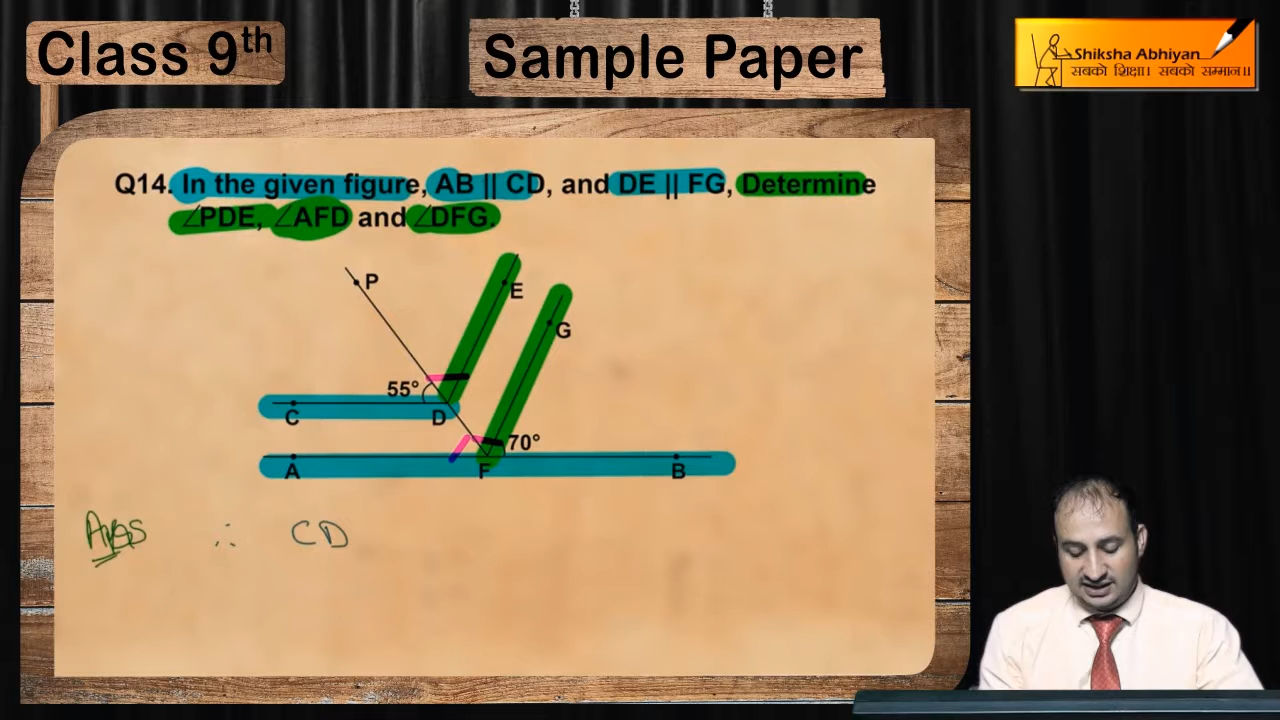 Class 9th
Sample Paper
Shiksha Abhiyan
सबको शिक्षा। सबको सम्मान।।
Q14. In the given figure, AB || CD, and DE || FG, Determine
∠PDE, ∠AFD and ∠DFG.
P
E
G
55°
C D
70°
A F B
Ans ∴ CD